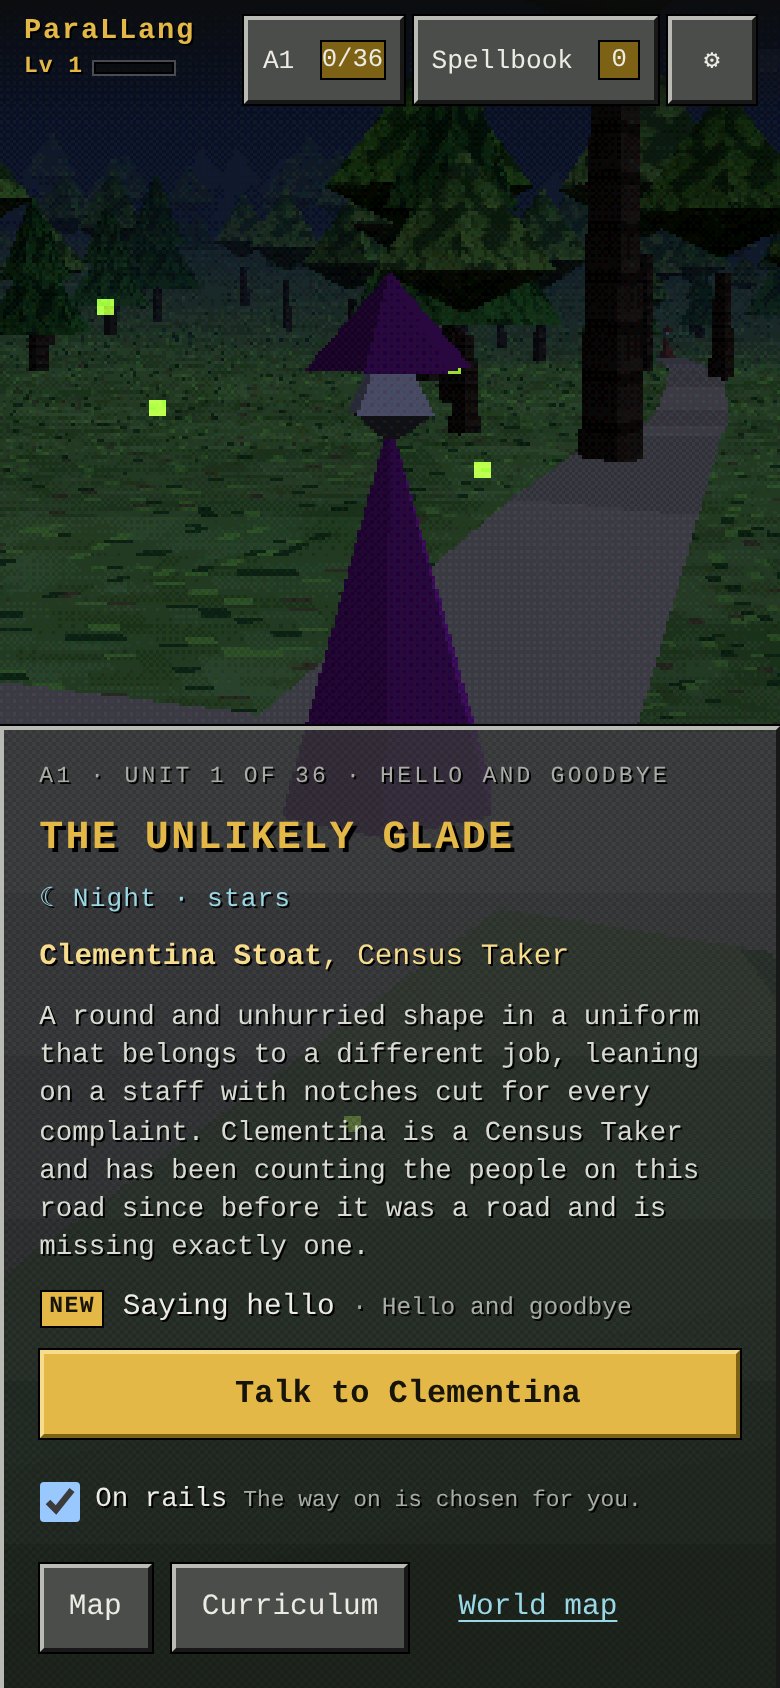 ParaLLang
Lv 1
A1 0/36
Spellbook 0
⚙
A1 · UNIT 1 OF 36 · HELLO AND GOODBYE
THE UNLIKELY GLADE
☾ Night · stars
Clementina Stoat, Census Taker
A round and unhurried shape in a uniform
that belongs to a different job, leaning
on a staff with notches cut for every
complaint. Clementina is a Census Taker
and has been counting the people on this
road since before it was a road and is
missing exactly one.
NEW Saying hello · Hello and goodbye
Talk to Clementina
On rails The way on is chosen for you.
Map
Curriculum
World map